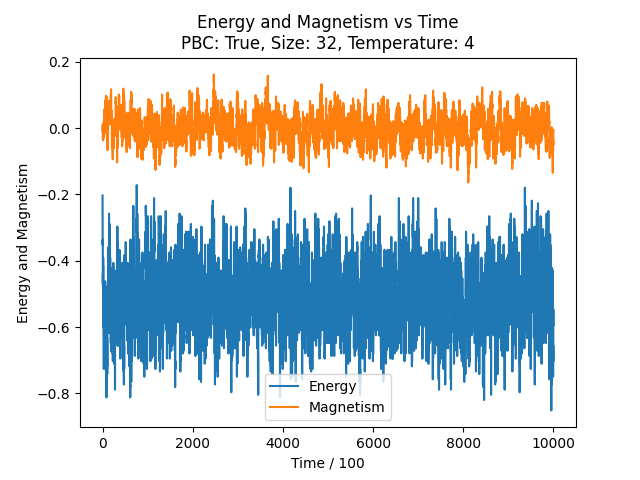 Energy and Magnetism vs Time
PBC: True, Size: 32, Temperature: 4
Energy and Magnetism
0.2
0.0
−0.2
−0.4
−0.6
−0.8
Energy
Magnetism
0
2000
4000
6000
8000
10000
Time / 100